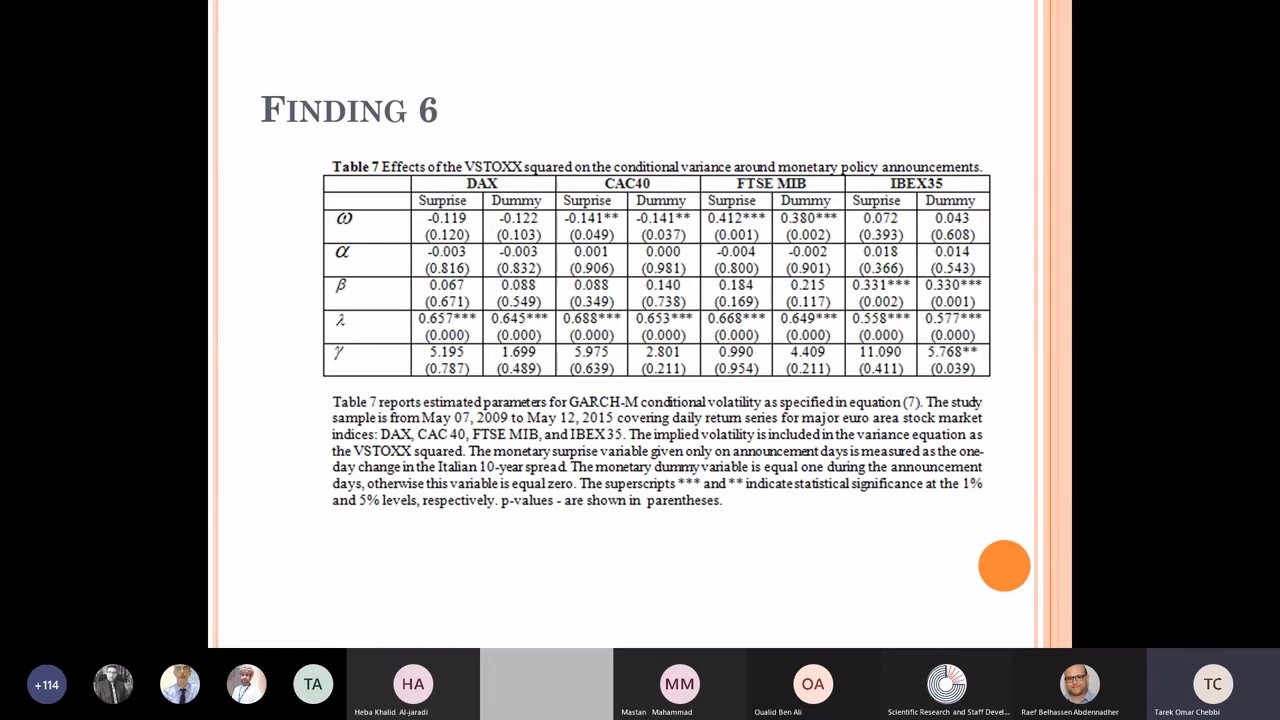 FINDING 6
Table 7 Effects of the VSTOXX squared on the conditional variance around monetary policy announcements.
DAX CAC40 FTSE MIB IBEX35
Surprise Dummy Surprise Dummy Surprise Dummy Surprise Dummy
ω -0.119 -0.122 -0.141** -0.141** 0.412*** 0.380*** 0.072 0.043
(0.120) (0.103) (0.049) (0.037) (0.001) (0.002) (0.393) (0.608)
α -0.003 -0.003 0.001 0.000 -0.004 -0.002 0.018 0.014
(0.816) (0.832) (0.906) (0.981) (0.800) (0.901) (0.366) (0.543)
β 0.067 0.088 0.088 0.140 0.184 0.215 0.331*** 0.330***
(0.671) (0.549) (0.349) (0.738) (0.169) (0.117) (0.002) (0.001)
λ 0.657*** 0.645*** 0.688*** 0.653*** 0.668*** 0.649*** 0.558*** 0.577***
(0.000) (0.000) (0.000) (0.000) (0.000) (0.000) (0.000) (0.000)
γ 5.195 1.699 5.975 2.801 0.990 4.409 11.090 5.768**
(0.787) (0.489) (0.639) (0.211) (0.954) (0.211) (0.411) (0.039)
Table 7 reports estimated parameters for GARCH-M conditional volatility as specified in equation (7). The study
sample is from May 07, 2009 to May 12, 2015 covering daily return series for major euro area stock market
indices: DAX, CAC 40, FTSE MIB, and IBEX 35. The implied volatility is included in the variance equation as
the VSTOXX squared. The monetary surprise variable given only on announcement days is measured as the one-
day change in the Italian 10-year spread. The monetary dummy variable is equal one during the announcement
days, otherwise this variable is equal zero. The superscripts *** and ** indicate statistical significance at the 1%
and 5% levels, respectively. p-values - are shown in parentheses.
+114 TA HA MM OA TC
Heba Khalid Al-jaradi Mastan Mahammad Oualid Ben Ali Scientific Research and Staff Devel... Raef Belhassen Abdennadher Tarek Omar Chebbi